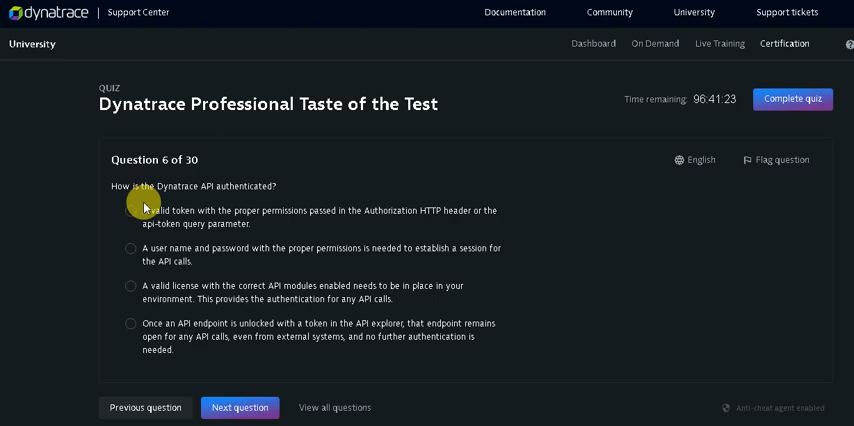 dynatrace | Support Center Documentation Community University Support tickets
University Dashboard On Demand Live Training Certification
QUIZ
Dynatrace Professional Taste of the Test Time remaining: 96:41:23 Complete quiz
Question 6 of 30 English Flag question
How is the Dynatrace API authenticated?
valid token with the proper permissions passed in the Authorization HTTP header or the
api-token query parameter.
A user name and password with the proper permissions is needed to establish a session for
the API calls.
A valid license with the correct API modules enabled needs to be in place in your
environment. This provides the authentication for any API calls.
Once an API endpoint is unlocked with a token in the API explorer, that endpoint remains
open for any API calls, even from external systems, and no further authentication is
needed.
Previous question Next question View all questions Anti-cheat agent enabled